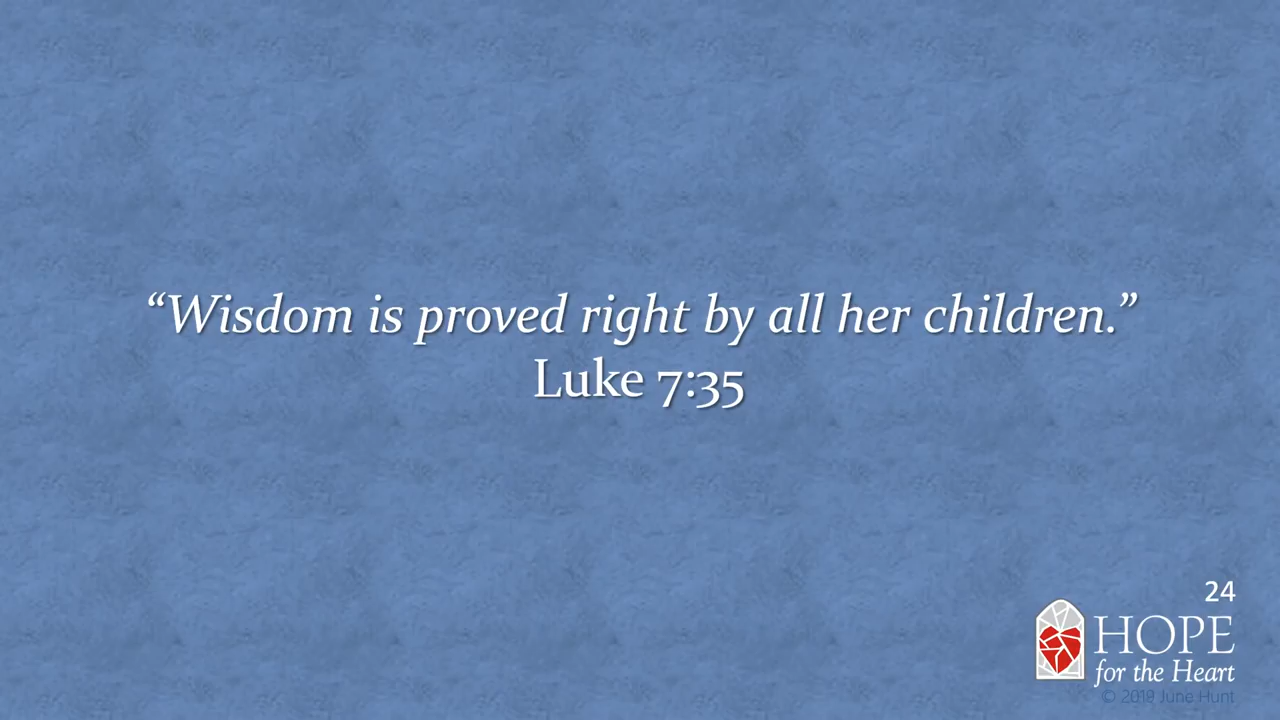 “Wisdom is proved right by all her children.”
Luke 7:35
24
HOPE
for the Heart
© 2019 June Hunt